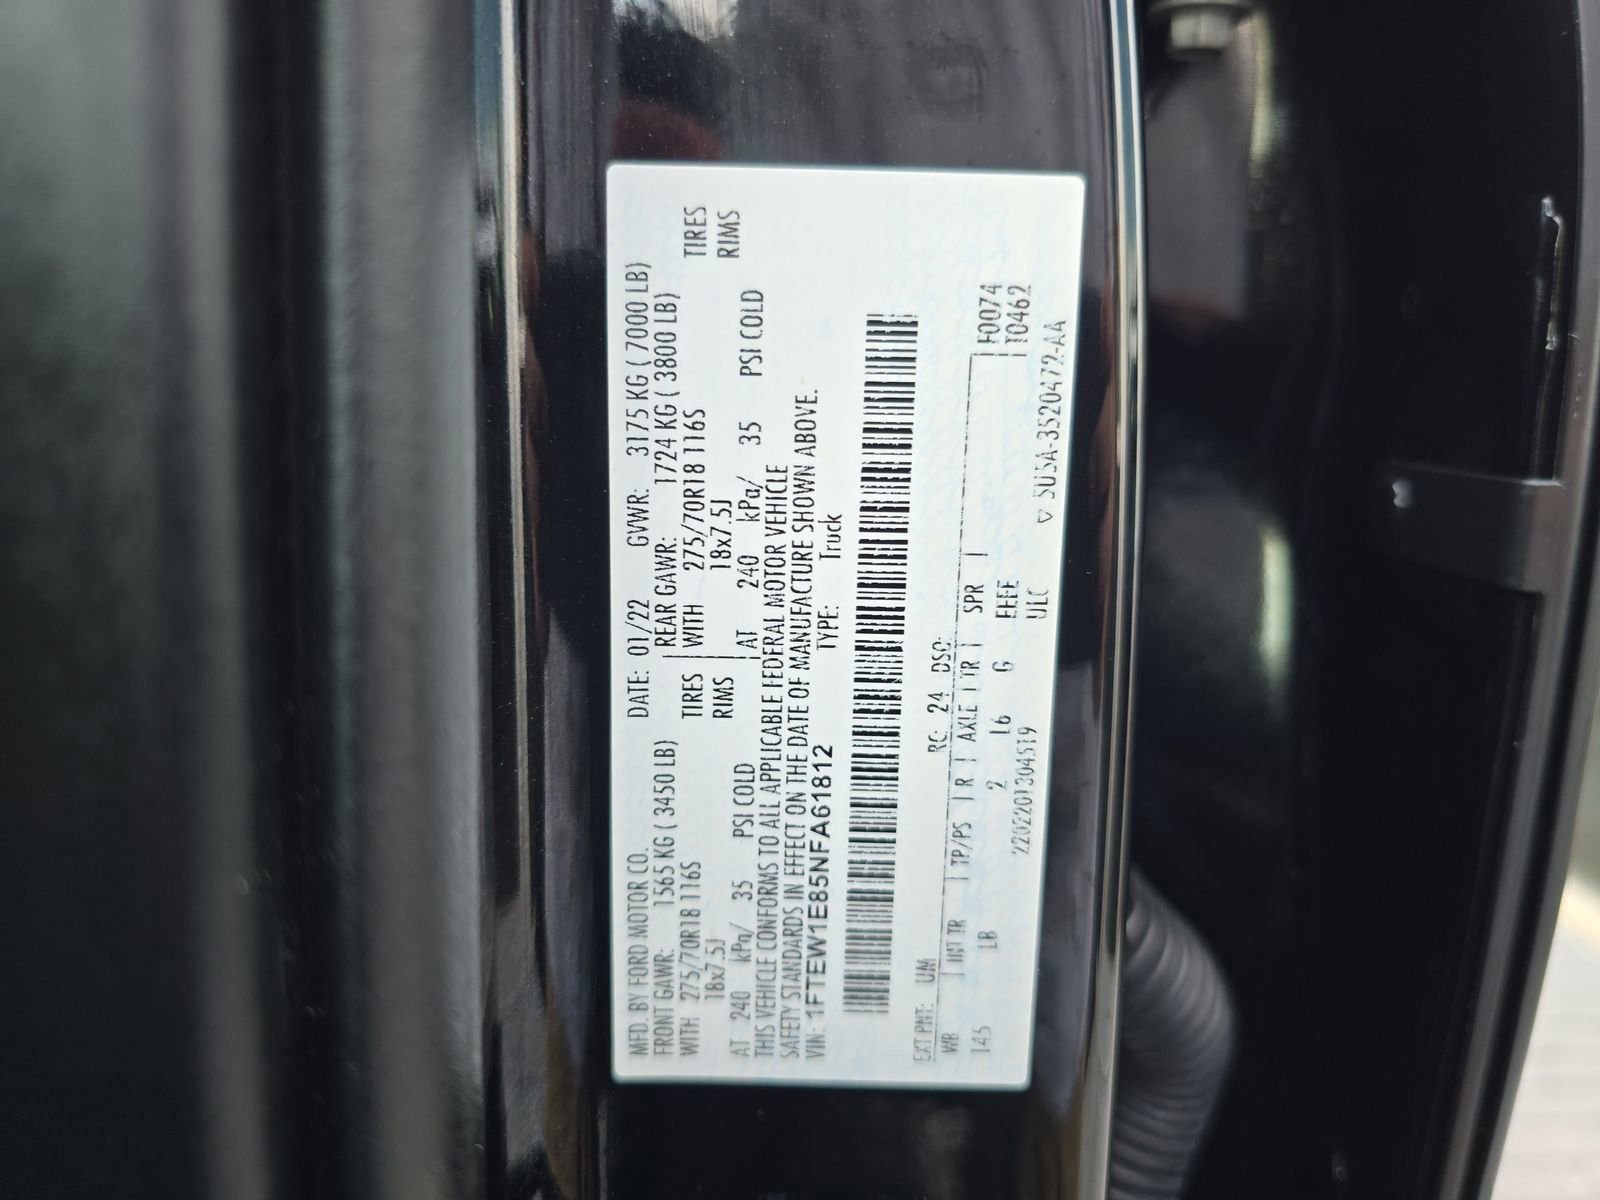 MFD. BY FORD MOTOR CO. DATE: 01/22 GVWR: 3175 KG ( 7000 LB)
FRONT GAWR: 1565 KG ( 3450 LB) REAR GAWR: 1724 KG ( 3800 LB)
WITH 275/70R18 116S TIRES WITH 275/70R18 116S TIRES
18x7.5J RIMS 18x7.5J RIMS
AT 240 kPa/ 35 PSI COLD AT 240 kPa/ 35 PSI COLD
THIS VEHICLE CONFORMS TO ALL APPLICABLE FEDERAL MOTOR VEHICLE
SAFETY STANDARDS IN EFFECT ON THE DATE OF MANUFACTURE SHOWN ABOVE.
VIN: 1FTEW1E85NFA61812 TYPE: Truck
EXT PNT: UM RC: 24 DSO: F0074
WB INT TR TP/PS R AXLE TR SPR T0462
145 LB 2 L6 G EEEE
2202201304519 ULC
5U5A-3520472-AA